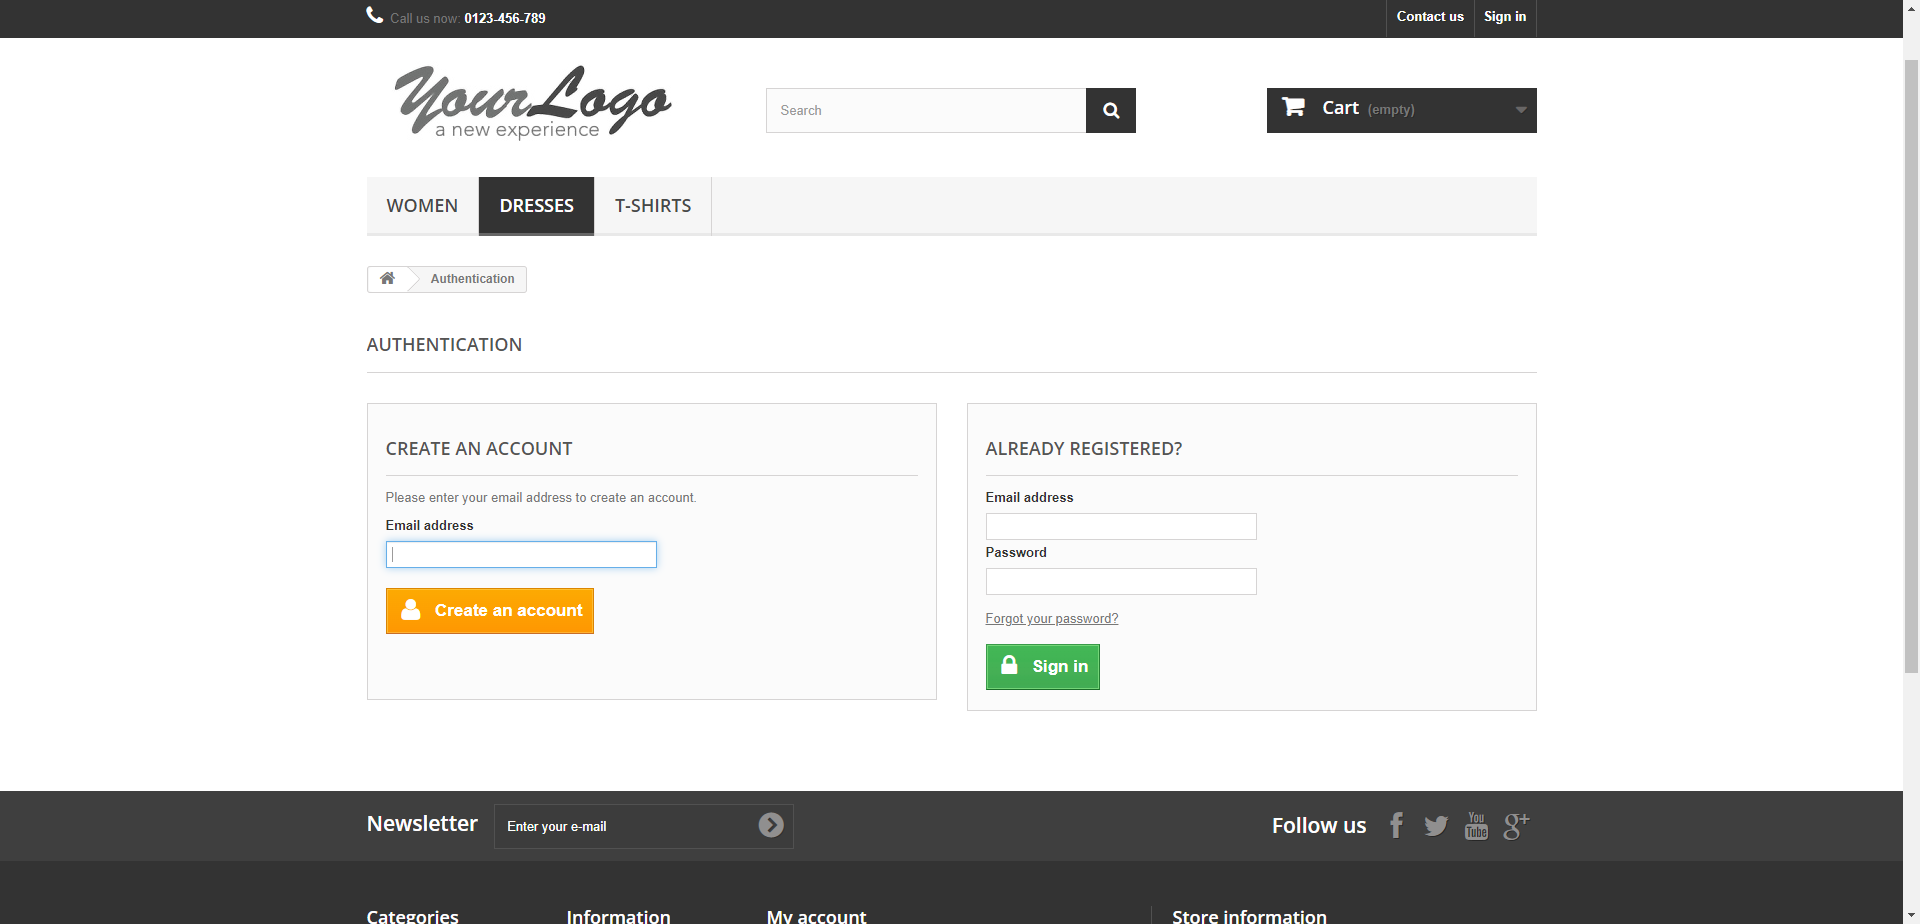 Call us now: 0123-456-789
Contact us
Sign in
Your Logo
a new experience
Search
Cart (empty)
WOMEN
DRESSES
T-SHIRTS
Authentication
AUTHENTICATION
CREATE AN ACCOUNT
Please enter your email address to create an account.
Email address
Create an account
ALREADY REGISTERED?
Email address
Password
Forgot your password?
Sign in
Newsletter
Enter your e-mail
Follow us
You
Tube
g+
Categories
Information
My account
Store information